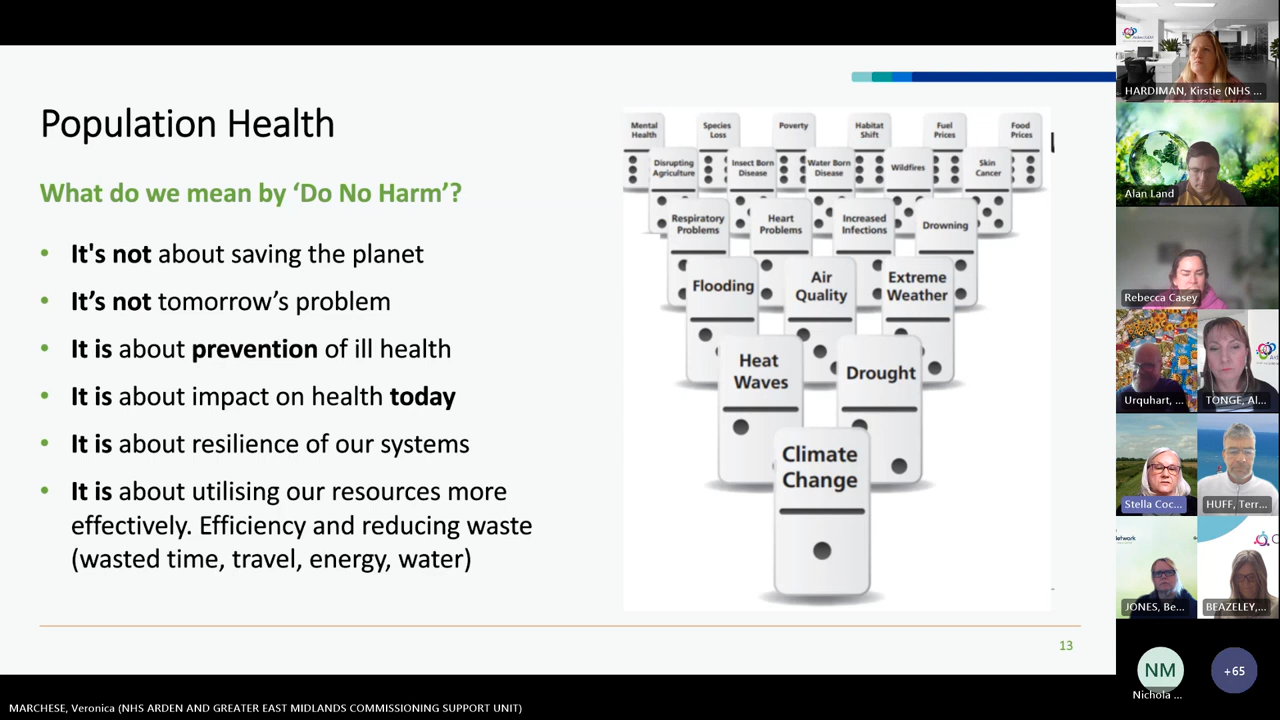 Population Health
What do we mean by ‘Do No Harm’?
• It's not about saving the planet
• It’s not tomorrow’s problem
• It is about prevention of ill health
• It is about impact on health today
• It is about resilience of our systems
• It is about utilising our resources more
effectively. Efficiency and reducing waste
(wasted time, travel, energy, water)
Mental
Health
Species
Loss
Poverty
Habitat
Shift
Fuel
Prices
Food
Prices
Disrupting
Agriculture
Insect Born
Disease
Water Born
Disease
Wildfires
Skin
Cancer
Respiratory
Problems
Heart
Problems
Increased
Infections
Drowning
Flooding
Air
Quality
Extreme
Weather
Heat
Waves
Drought
Climate
Change
13
HARDIMAN, Kirstie (NHS ...
Alan Land
Rebecca Casey
Urquhart, ...
TONGE, Al...
Stella Coc...
HUFF, Terr...
JONES, Be...
BEAZELEY,...
NM
Nichola ...
+65
MARCHESE, Veronica (NHS ARDEN AND GREATER EAST MIDLANDS COMMISSIONING SUPPORT UNIT)